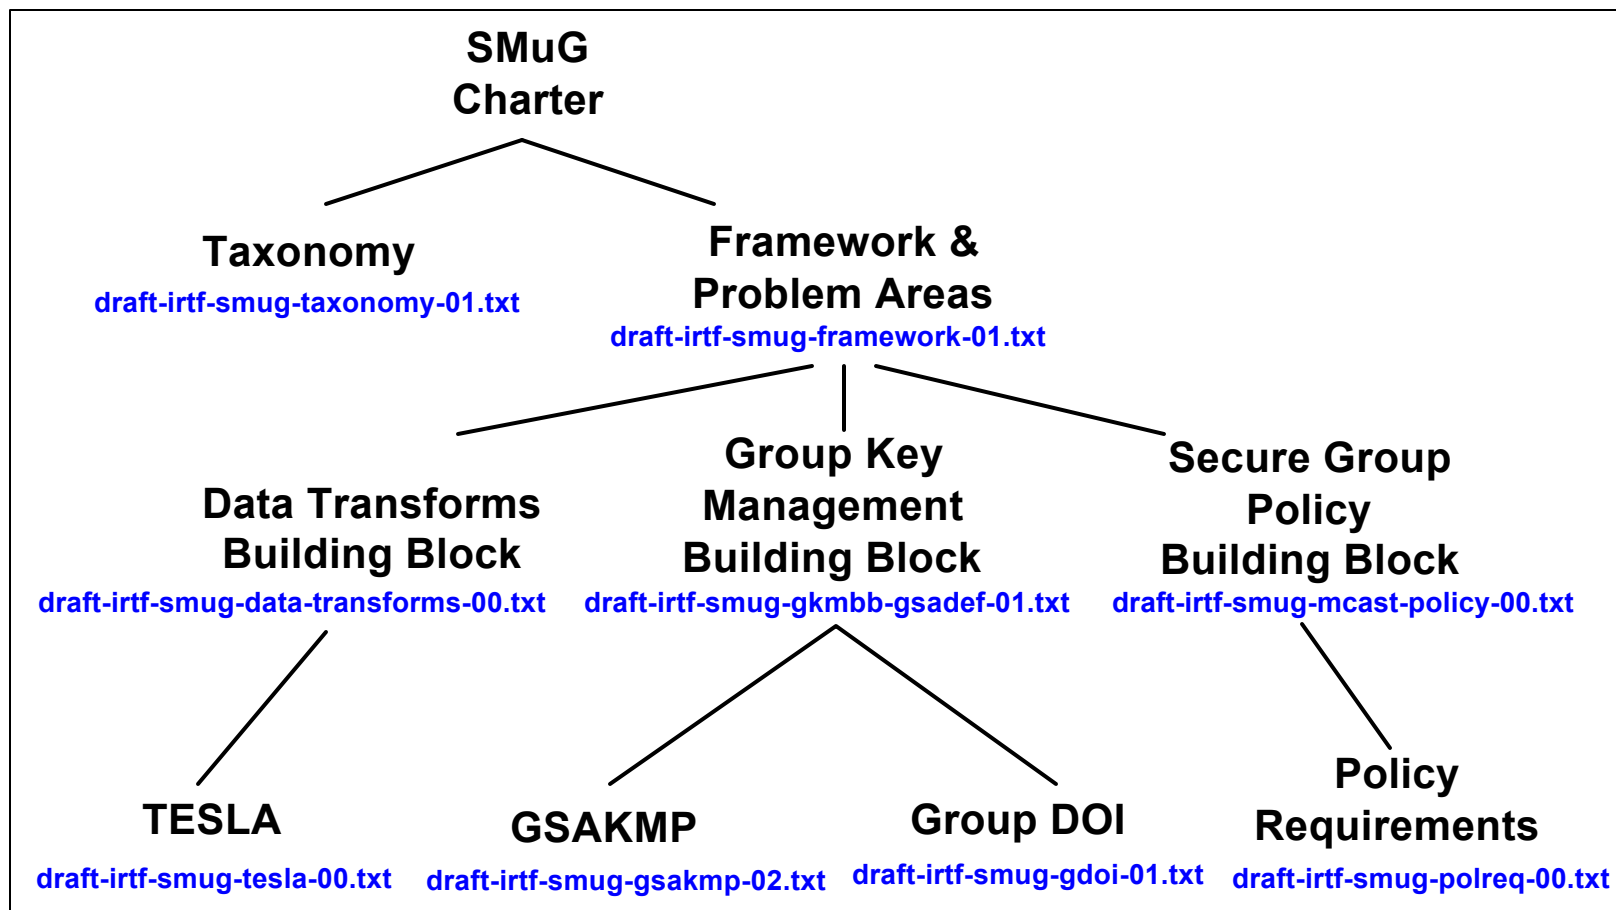 SMuG
Charter
Taxonomy
draft-irtf-smug-taxonomy-01.txt
Framework &
Problem Areas
draft-irtf-smug-framework-01.txt
Data Transforms
Building Block
draft-irtf-smug-data-transforms-00.txt
Group Key
Management
Building Block
draft-irtf-smug-gkmbb-gsadef-01.txt
Secure Group
Policy
Building Block
draft-irtf-smug-mcast-policy-00.txt
TESLA
draft-irtf-smug-tesla-00.txt
GSAKMP
draft-irtf-smug-gsakmp-02.txt
Group DOI
draft-irtf-smug-gdoi-01.txt
Policy
Requirements
draft-irtf-smug-polreq-00.txt